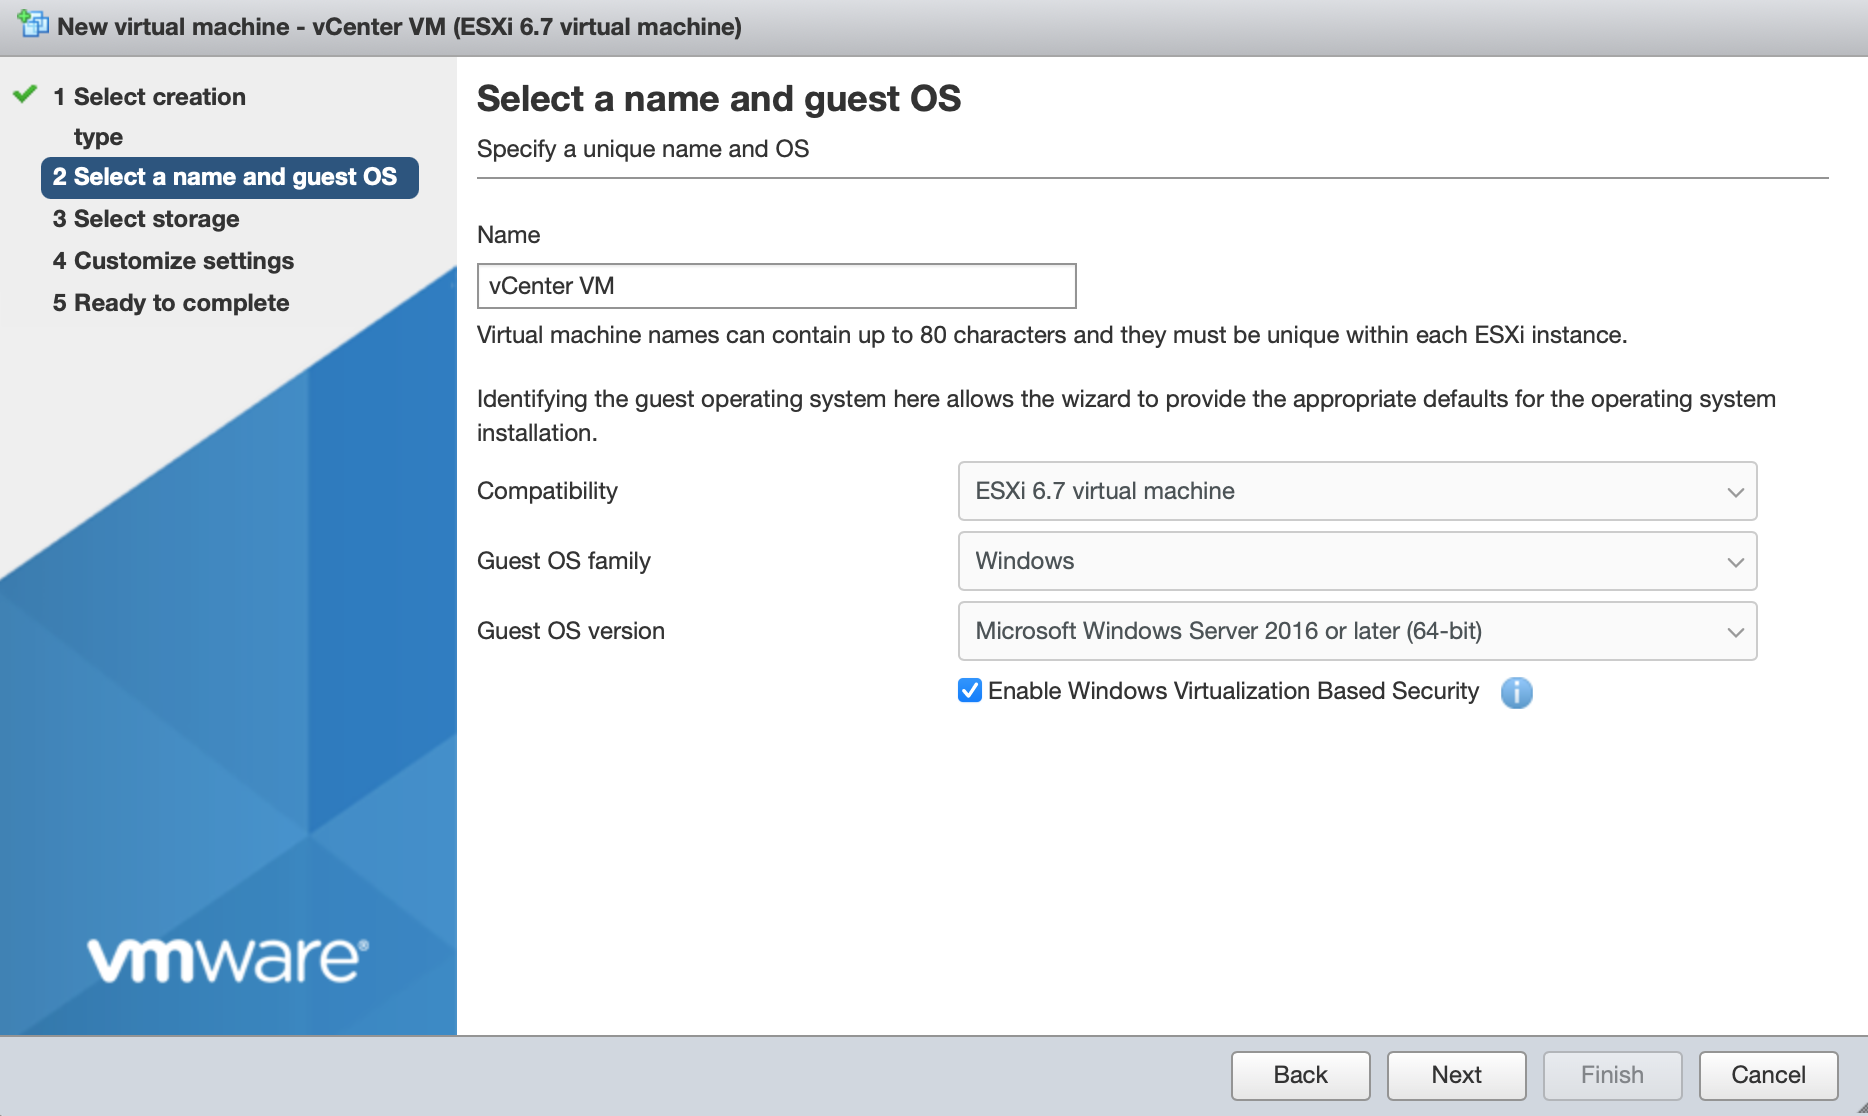 New virtual machine - vCenter VM (ESXi 6.7 virtual machine)
1 Select creation
type
2 Select a name and guest OS
3 Select storage
4 Customize settings
5 Ready to complete
vmware®
Select a name and guest OS
Specify a unique name and OS
Name
vCenter VM
Virtual machine names can contain up to 80 characters and they must be unique within each ESXi instance.
Identifying the guest operating system here allows the wizard to provide the appropriate defaults for the operating system
installation.
Compatibility
ESXi 6.7 virtual machine
Guest OS family
Windows
Guest OS version
Microsoft Windows Server 2016 or later (64-bit)
Enable Windows Virtualization Based Security
Back
Next
Finish
Cancel